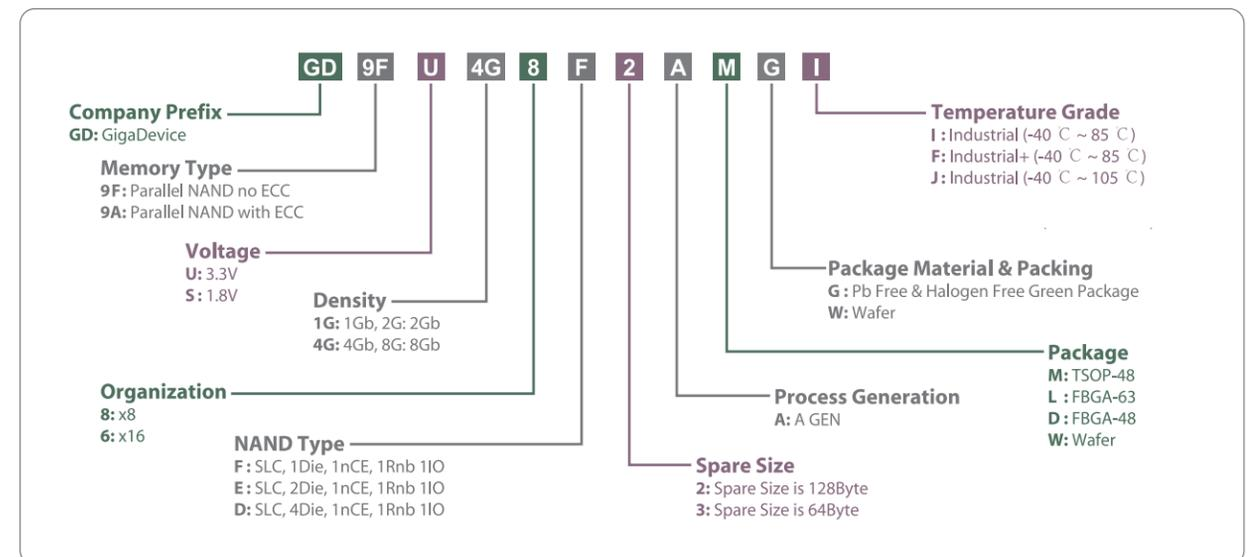 GD 9F U 4G 8 F 2 A M G I
Company Prefix
GD: GigaDevice
Memory Type
9F: Parallel NAND no ECC
9A: Parallel NAND with ECC
Voltage
U: 3.3V
S: 1.8V
Density
1G: 1Gb, 2G: 2Gb
4G: 4Gb, 8G: 8Gb
Organization
8: x8
6: x16
NAND Type
F: SLC, 1Die, 1nCE, 1Rnb 1IO
E: SLC, 2Die, 1nCE, 1Rnb 1IO
D: SLC, 4Die, 1nCE, 1Rnb 1IO
Temperature Grade
I : Industrial (-40 ℃ ~ 85 ℃)
F: Industrial+ (-40 ℃ ~ 85 ℃)
J: Industrial (-40 ℃ ~ 105 ℃)
Package Material & Packing
G : Pb Free & Halogen Free Green Package
W: Wafer
Package
M: TSOP-48
L : FBGA-63
D : FBGA-48
W: Wafer
Process Generation
A: A GEN
Spare Size
2: Spare Size is 128Byte
3: Spare Size is 64Byte